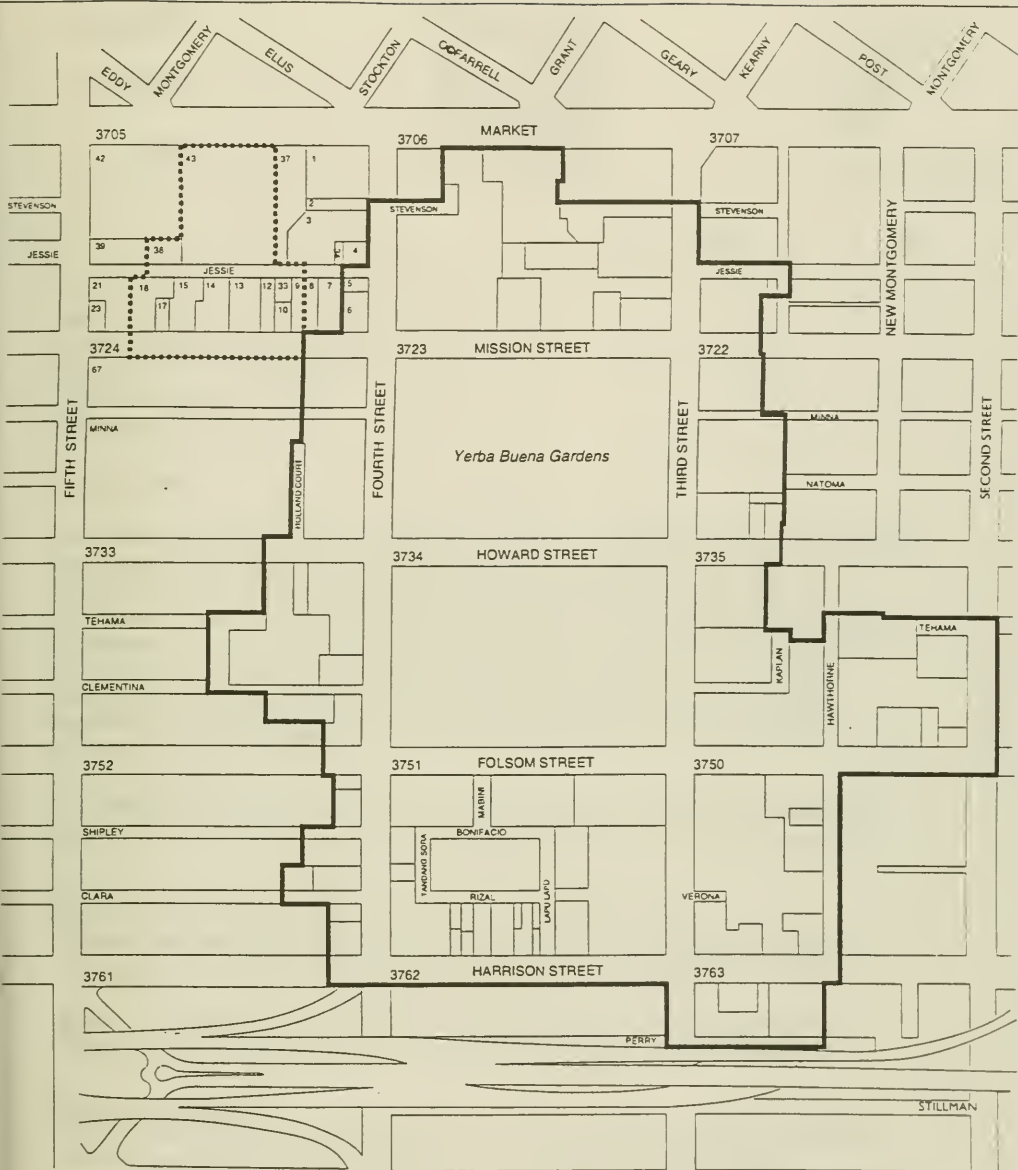 EDDY
MONTGOMERY
ELLIS
STOCKTON
O'FARRELL
GRANT
GEARY
KEARNY
POST
MONTGOMERY
3705
3706
MARKET
3707
42
43
37
1
2
3
STEVENSON
STEVENSON
STEVENSON
39
38
4
JESSIE
JESSIE
JESSIE
NEW MONTGOMERY
21
18
15
14
13
12
33
9
8
7
5
23
17
10
6
3724
3723
MISSION STREET
3722
67
MINNA
MINNA
FIFTH STREET
FOURTH STREET
Yerba Buena Gardens
THIRD STREET
SECOND STREET
HOLLAND COURT
NATOMA
3733
3734
HOWARD STREET
3735
TEHAMA
TEHAMA
KAPLAN
HAWTHORNE
CLEMENTINA
3752
3751
FOLSOM STREET
3750
MABINI
SHIPLEY
BONIFACIO
TANDANG SORA
CLARA
RIZAL
LAPU LAPU
VERONA
3761
3762
HARRISON STREET
3763
PERRY
STILLMAN